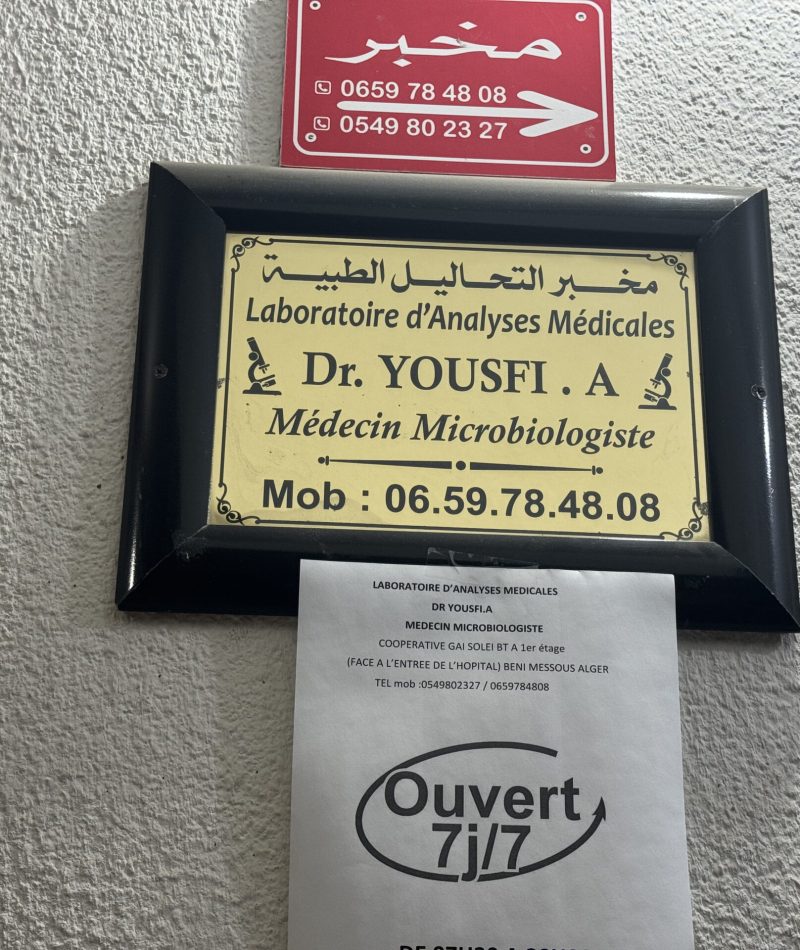 مخبر
0659 78 48 08
0549 80 23 27
مخبر التحاليل الطبية
Laboratoire d'Analyses Médicales
Dr. YOUSFI . A
Médecin Microbiologiste
Mob : 06.59.78.48.08
LABORATOIRE D'ANALYSES MEDICALES
DR YOUSFI.A
MEDECIN MICROBIOLOGISTE
COOPERATIVE GAI SOLEI BT A 1er étage
(FACE A L'ENTREE DE L'HOPITAL) BENI MESSOUS ALGER
TEL mob :0549802327 / 0659784808
Ouvert
7j/7